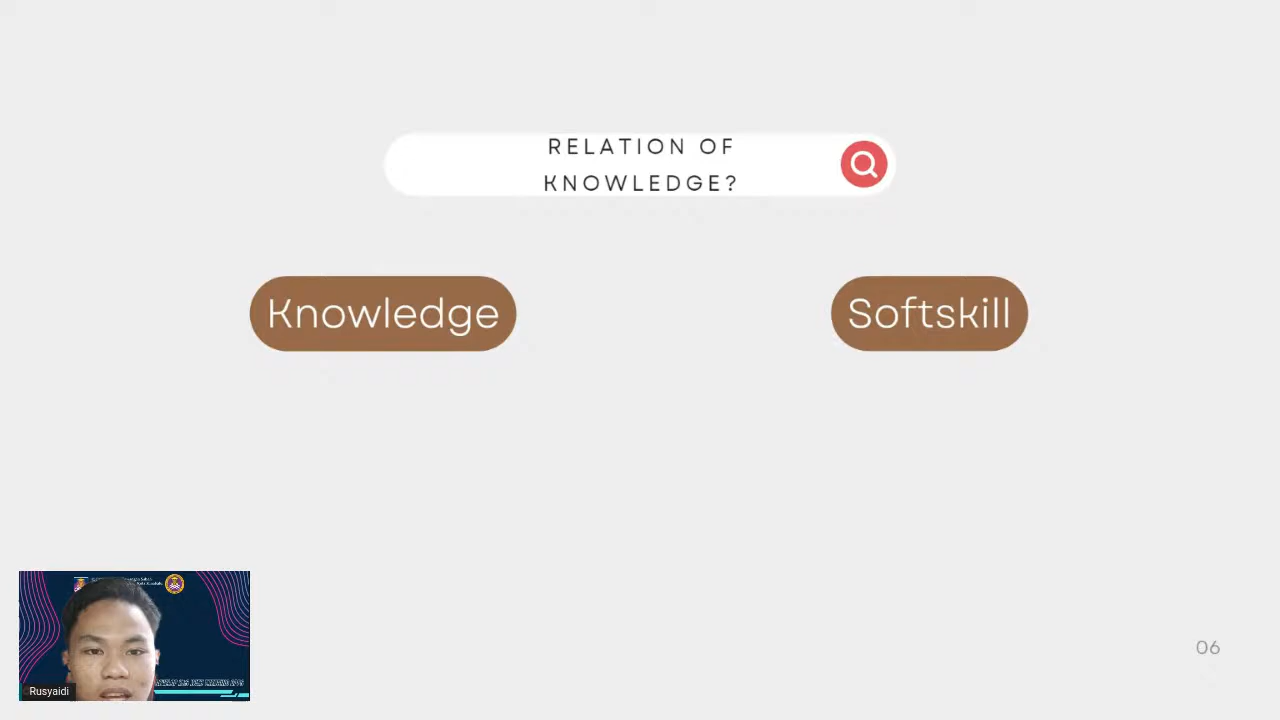 RELATION OF
KNOWLEDGE?
Knowledge
Softskill
06
Rusyaidi